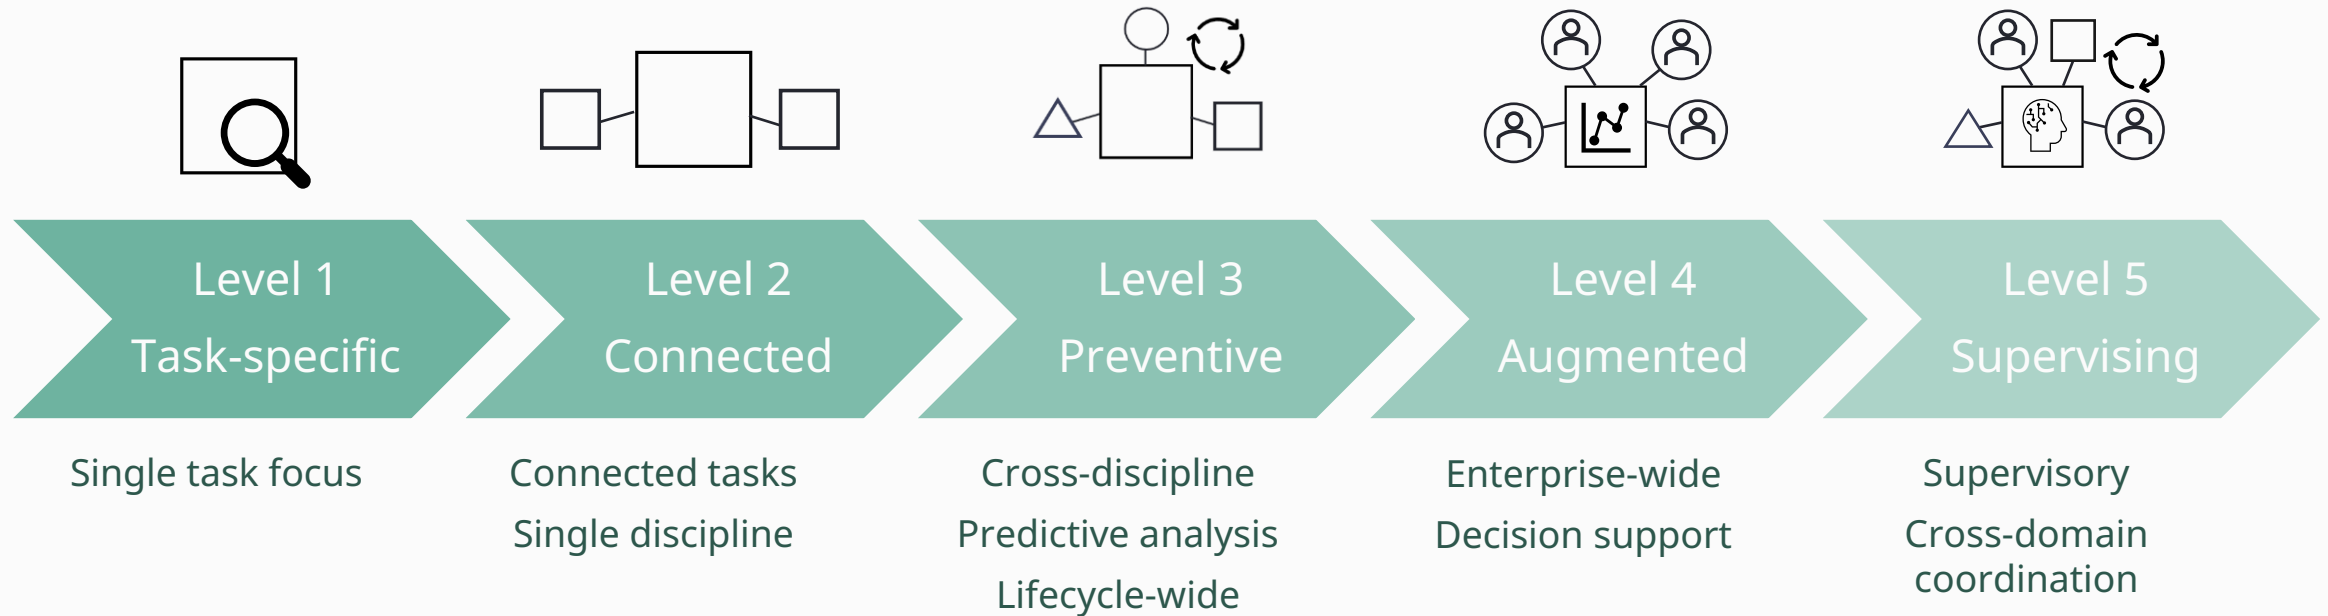 Level 1
Task-specific
Level 2
Connected
Level 3
Preventive
Level 4
Augmented
Level 5
Supervising
Single task focus
Connected tasks
Single discipline
Cross-discipline
Predictive analysis
Lifecycle-wide
Enterprise-wide
Decision support
Supervisory
Cross-domain
coordination